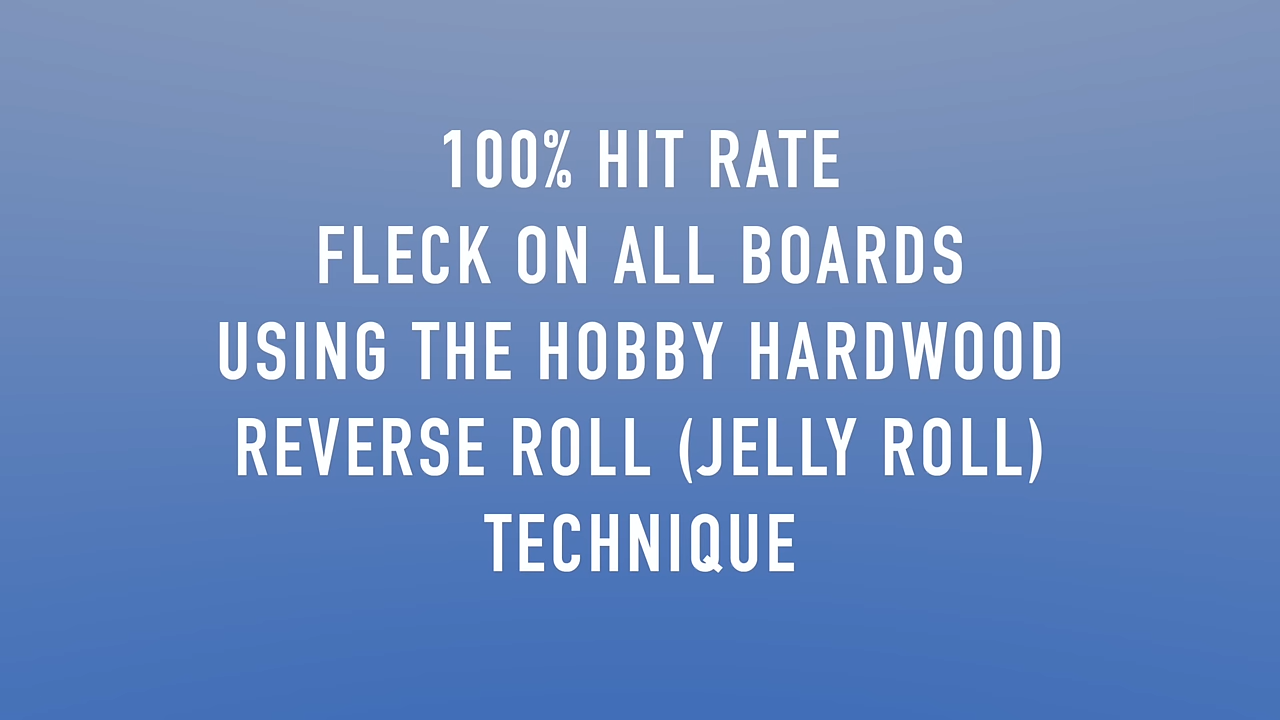 100% HIT RATE
FLECK ON ALL BOARDS
USING THE HOBBY HARDWOOD
REVERSE ROLL (JELLY ROLL)
TECHNIQUE